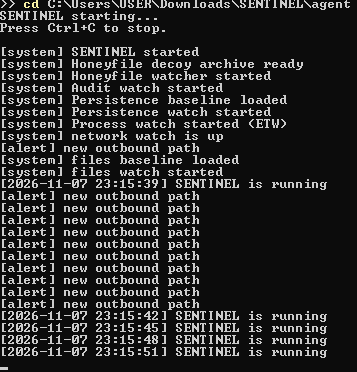 >> cd C:\Users\USER\Downloads\SENTINEL\agent
SENTINEL starting...
Press Ctrl+C to stop.
[system] SENTINEL started
[system] Honeyfile decoy archive ready
[system] Honeyfile watcher started
[system] Audit watch started
[system] Persistence baseline loaded
[system] Persistence watch started
[system] Process watch started (ETW)
[system] network watch is up
[alert] new outbound path
[system] files baseline loaded
[system] files watch started
[2026-11-07 23:15:39] SENTINEL is running
[alert] new outbound path
[alert] new outbound path
[alert] new outbound path
[alert] new outbound path
[alert] new outbound path
[alert] new outbound path
[alert] new outbound path
[alert] new outbound path
[alert] new outbound path
[2026-11-07 23:15:42] SENTINEL is running
[2026-11-07 23:15:45] SENTINEL is running
[2026-11-07 23:15:48] SENTINEL is running
[2026-11-07 23:15:51] SENTINEL is running